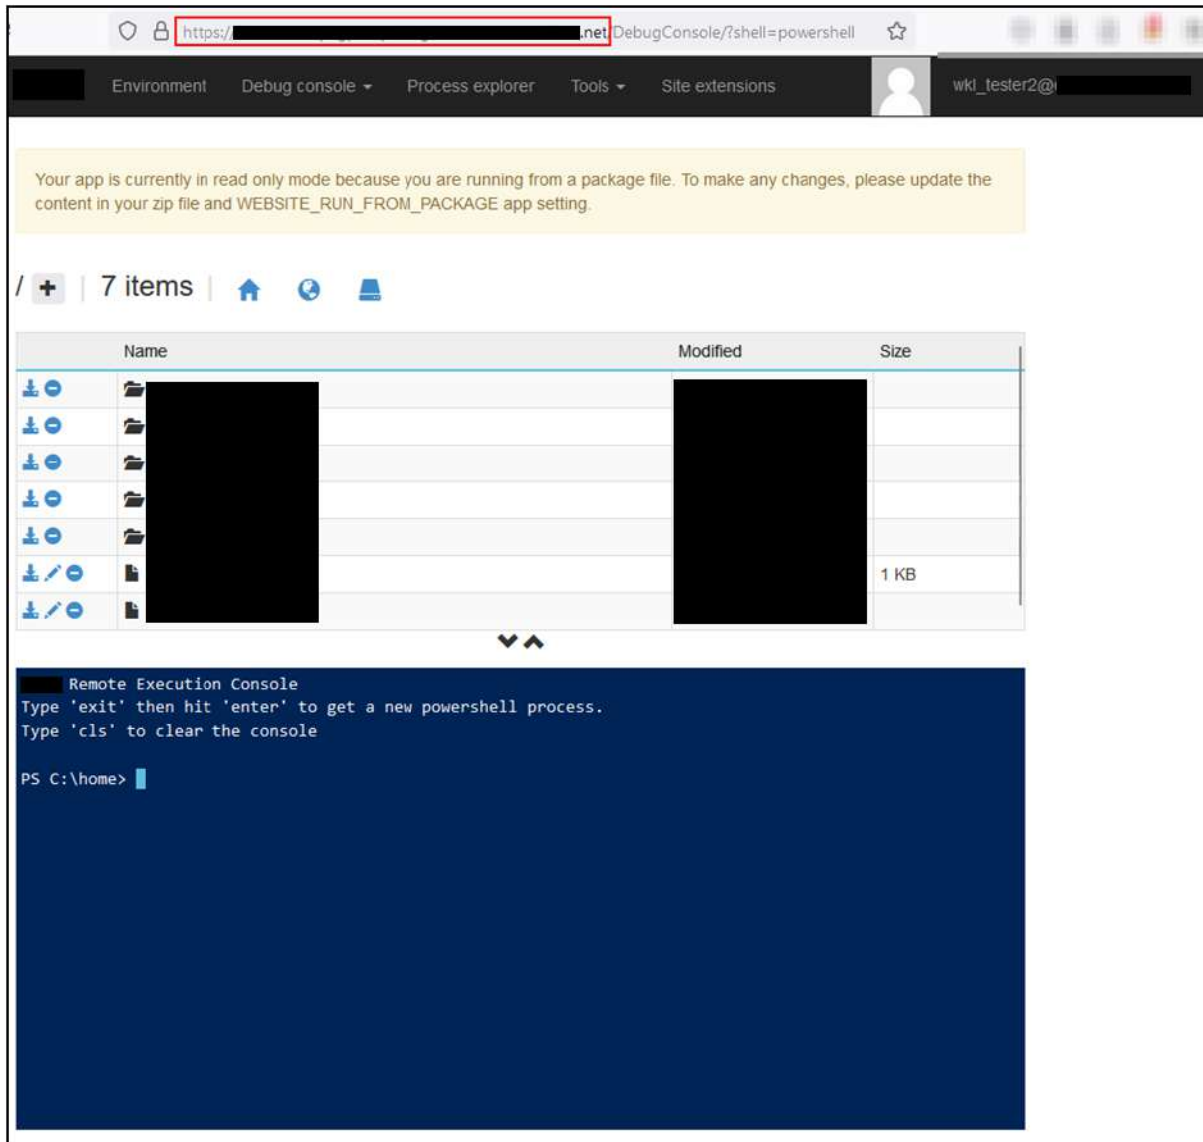 https:/ .net/DebugConsole/?shell=powershell
Environment Debug console Process explorer Tools Site extensions wkl_tester2@
Your app is currently in read only mode because you are running from a package file. To make any changes, please update the
content in your zip file and WEBSITE_RUN_FROM_PACKAGE app setting.
/ + | 7 items |
Name Modified Size
1 KB
Remote Execution Console
Type 'exit' then hit 'enter' to get a new powershell process.
Type 'cls' to clear the console
PS C:\home>